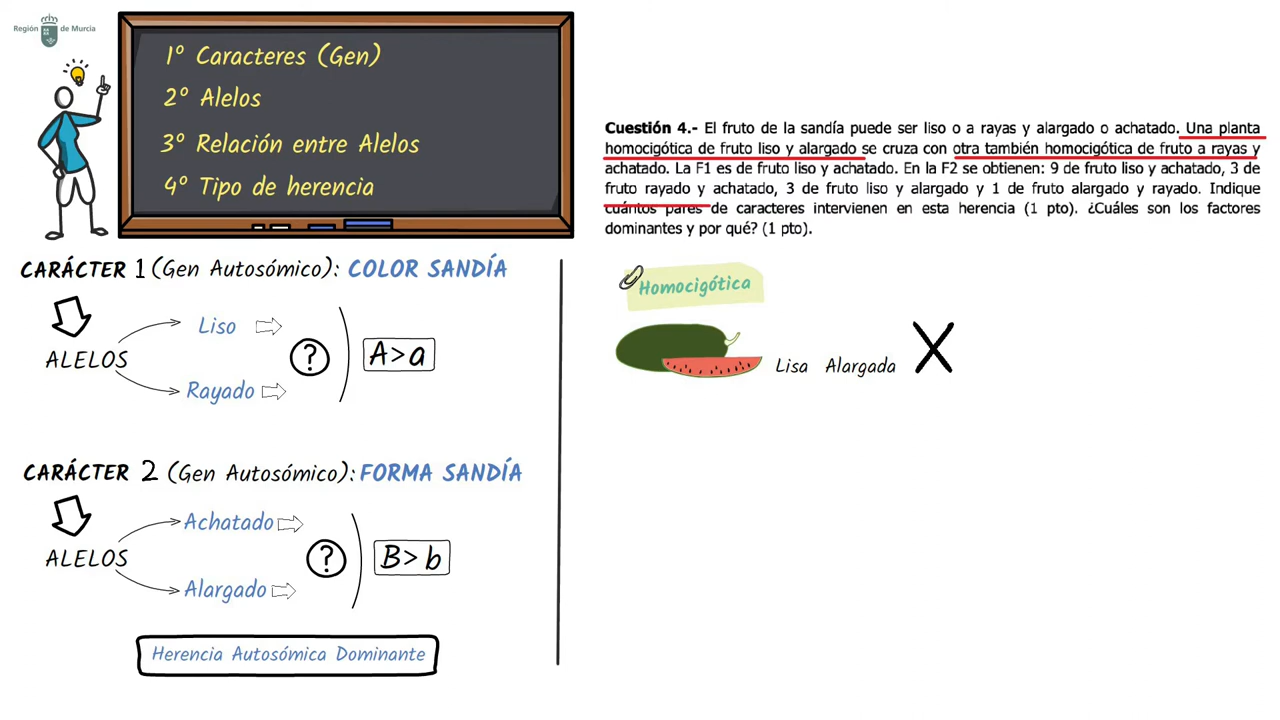 Región de Murcia
1º Caracteres (Gen)
2º Alelos
3º Relación entre Alelos
4º Tipo de herencia
Cuestión 4.- El fruto de la sandía puede ser liso o a rayas y alargado o achatado. Una planta
homocigótica de fruto liso y alargado se cruza con otra también homocigótica de fruto a rayas y
achatado. La F1 es de fruto liso y achatado. En la F2 se obtienen: 9 de fruto liso y achatado, 3 de
fruto rayado y achatado, 3 de fruto liso y alargado y 1 de fruto alargado y rayado. Indique
cuántos pares de caracteres intervienen en esta herencia (1 pto). ¿Cuáles son los factores
dominantes y por qué? (1 pto).
CARÁCTER 1 (Gen Autosómico): COLOR SANDÍA
ALELOS
Liso
Rayado
?
A>a
CARÁCTER 2 (Gen Autosómico): FORMA SANDÍA
ALELOS
Achatado
Alargado
?
B>b
Herencia Autosómica Dominante
Homocigótica
Lisa Alargada
X